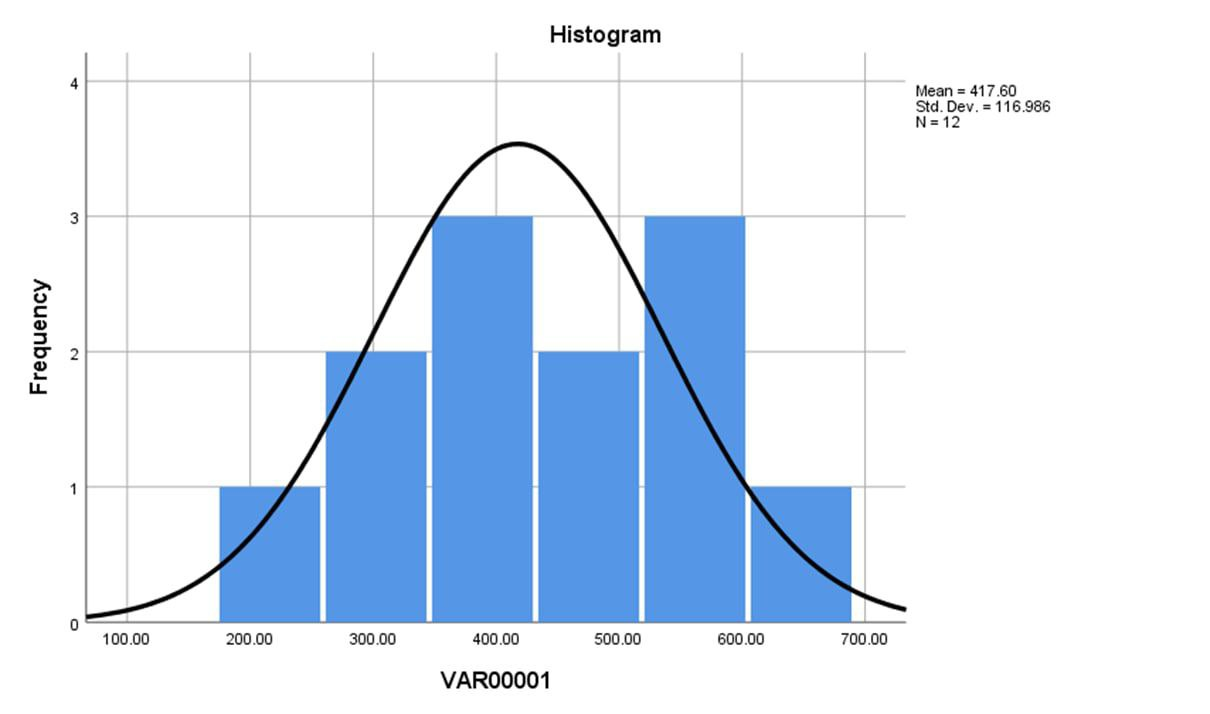 Histogram
Mean = 417.60
Std. Dev. = 116.986
N = 12
4
3
2
1
0
Frequency
100.00 200.00 300.00 400.00 500.00 600.00 700.00
VAR00001